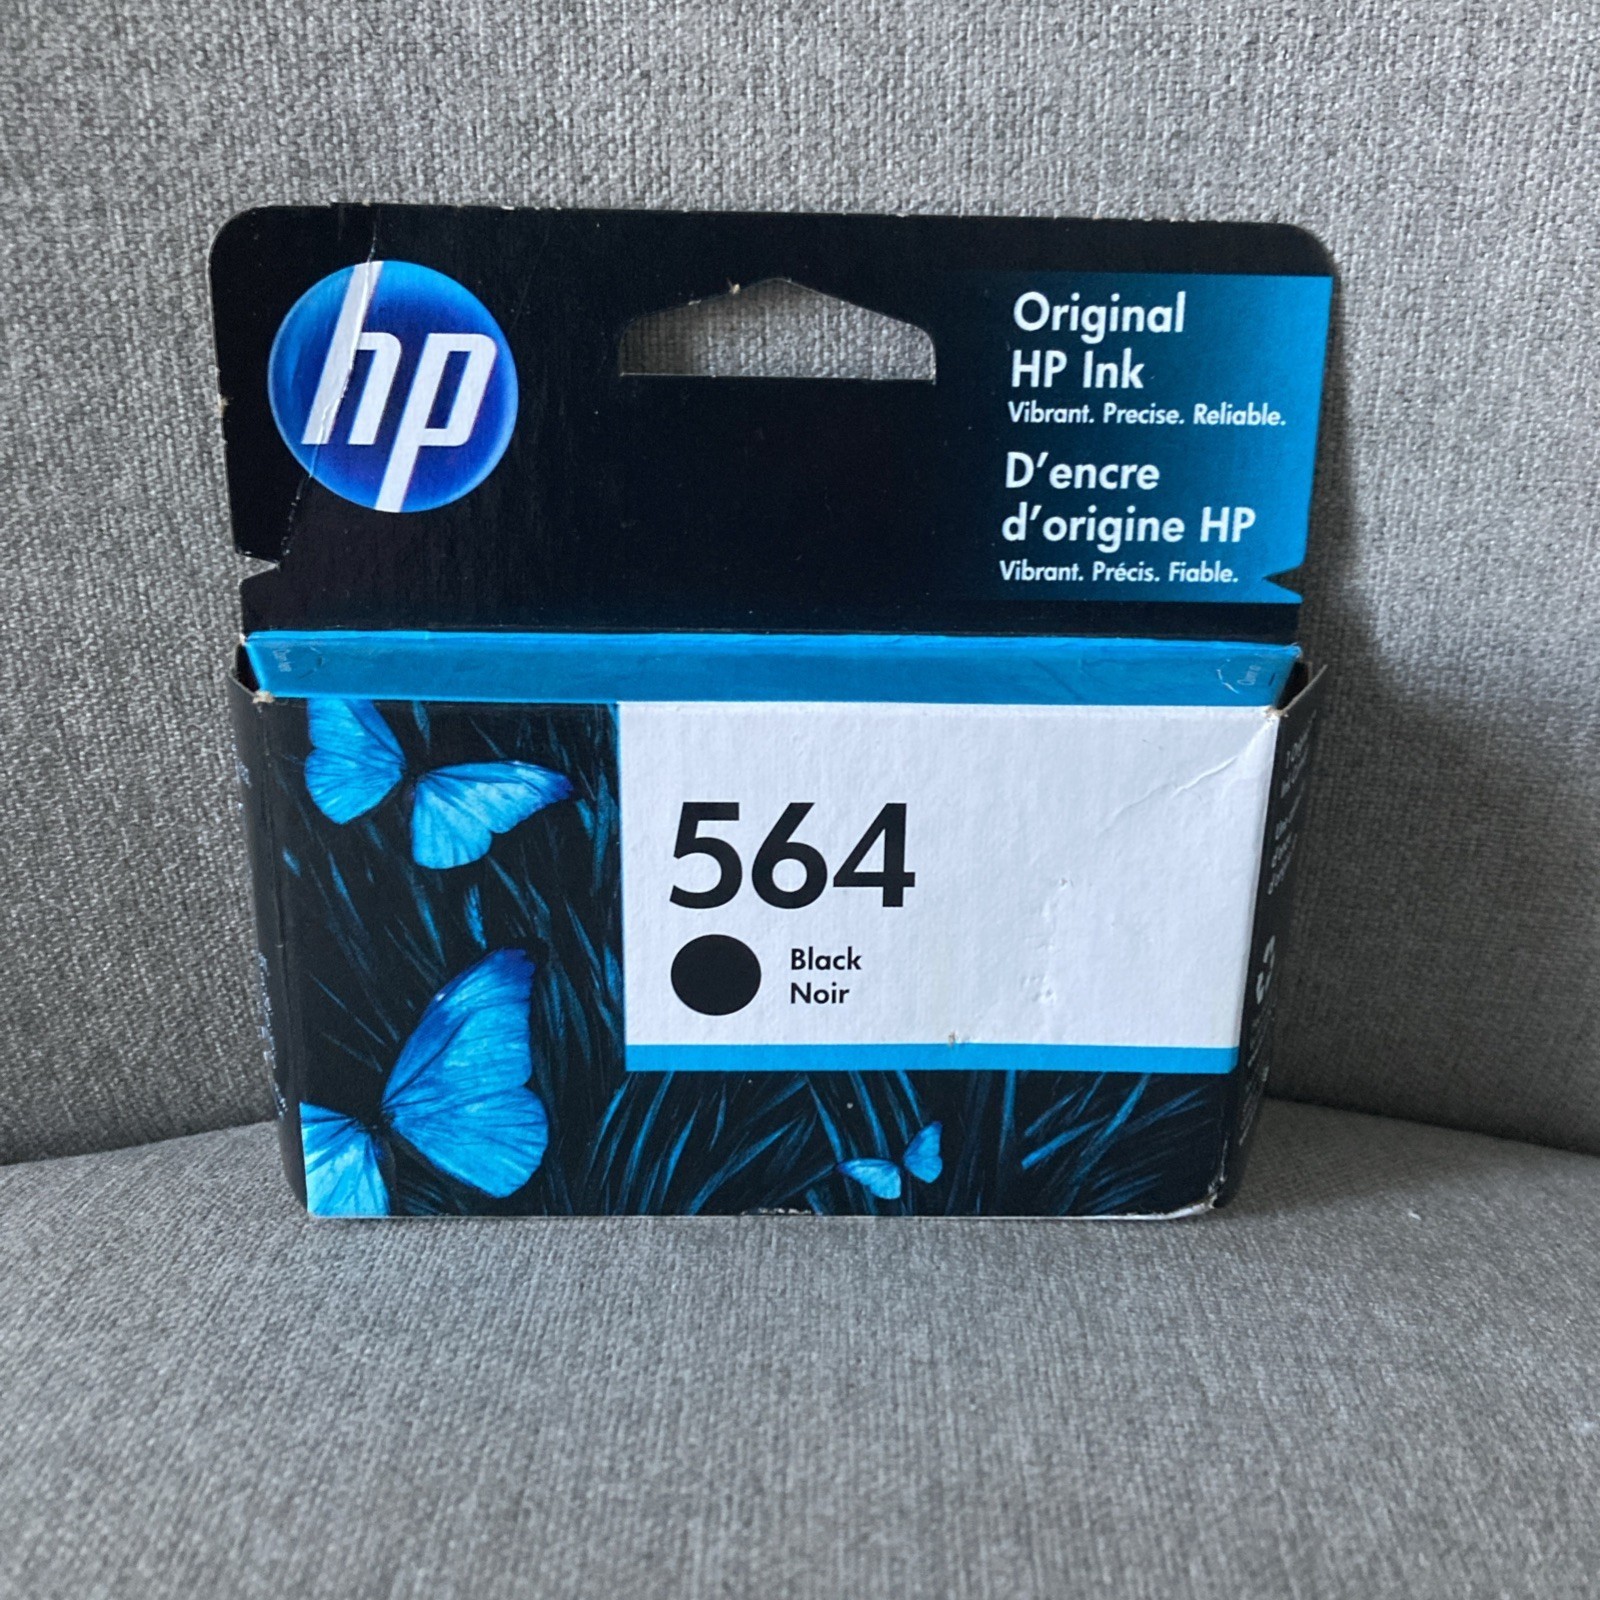 hp
Original
HP Ink
Vibrant. Precise. Reliable.
D'encre
d'origine HP
Vibrant. Précis. Fiable.
564
Black
Noir